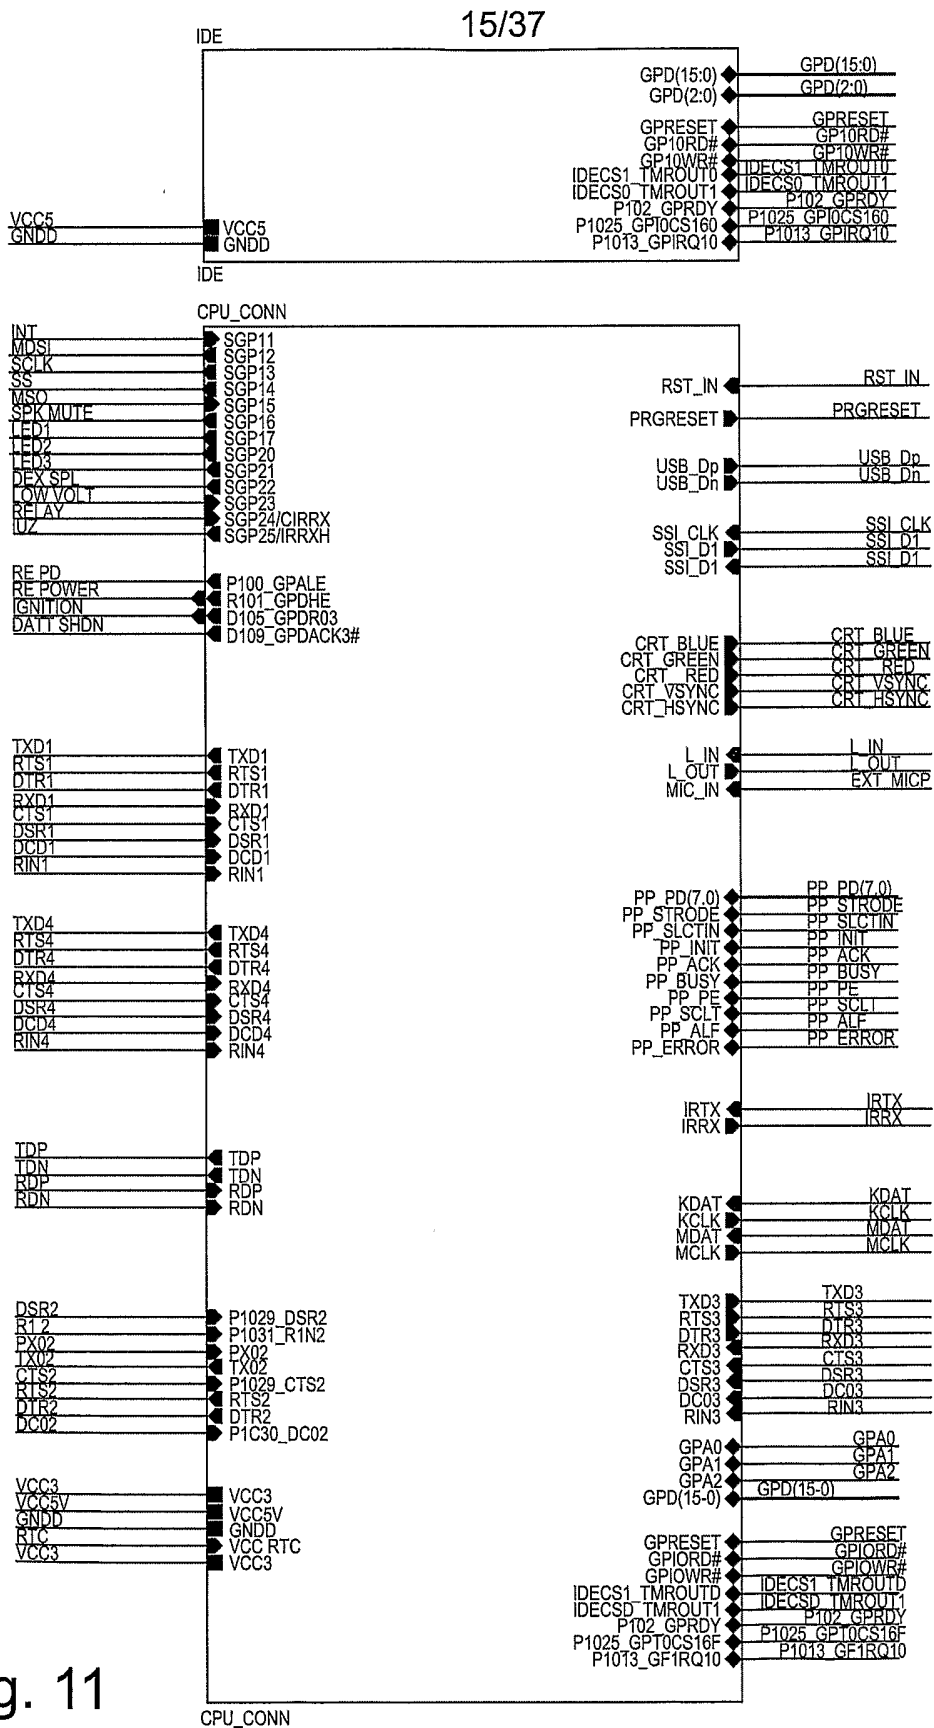 15/37
IDE
GPD(15:0) GPD(15:0)
GPD(2:0) GPD(2:0)
GPRESET GPRESET
GP10RD# GP10RD#
GP10WR# GP10WR#
IDECS1_TMROUT0 IDECS1_TMROUT0
IDECS0_TMROUT1 IDECS0_TMROUT1
P102_GPRDY P102_GPRDY
P1025_GPI0CS160 P1025_GPI0CS160
P1013_GPIRQ10 P1013_GPIRQ10
VCC5 VCC5
GNDD GNDD
IDE
CPU_CONN
INT SGP11
MDSI SGP12
SCLK SGP13
SS SGP14
MSO SGP15
SPK MUTE SGP16
LED1 SGP17
LED2 SGP20
LED3 SGP21
DEX SPL SGP22
LOW VOLT SGP23
RELAY SGP24/CIRRX
IUZ SGP25/IRRXH
RE PD P100_GPALE
RE POWER R101_GPDHE
IGNITION D105_GPDR03
DATT SHDN D109_GPDACK3#
TXD1 TXD1
RTS1 RTS1
DTR1 DTR1
RXD1 RXD1
CTS1 CTS1
DSR1 DSR1
DCD1 DCD1
RIN1 RIN1
TXD4 TXD4
RTS4 RTS4
DTR4 DTR4
RXD4 RXD4
CTS4 CTS4
DSR4 DSR4
DCD4 DCD4
RIN4 RIN4
TDP TDP
TDN TDN
RDP RDP
RDN RDN
DSR2 P1029_DSR2
R1 2 P1031_R1N2
PX02 PX02
TX02 TX02
CTS2 P1029_CTS2
RTS2 RTS2
DTR2 DTR2
DC02 P1C30_DC02
VCC3 VCC3
VCC5V VCC5V
GNDD GNDD
RTC VCC RTC
VCC3 VCC3
RST_IN RST_IN
PRGRESET PRGRESET
USB_Dp USB_Dp
USB_Dn USB_Dn
SSI_CLK SSI_CLK
SSI_D1 SSI_D1
SSI_D1 SSI_D1
CRT_BLUE CRT_BLUE
CRT_GREEN CRT_GREEN
CRT_RED CRT_RED
CRT_VSYNC CRT_VSYNC
CRT_HSYNC CRT_HSYNC
L_IN L_IN
L_OUT L_OUT
MIC_IN EXT_MICP
PP_PD(7.0) PP_PD(7.0)
PP_STRODE PP_STRODE
PP_SLCTIN PP_SLCTIN
PP_INIT PP_INIT
PP_ACK PP_ACK
PP_BUSY PP_BUSY
PP_PE PP_PE
PP_SCLT PP_SCLT
PP_ALF PP_ALF
PP_ERROR PP_ERROR
IRTX IRTX
IRRX IRRX
KDAT KDAT
KCLK KCLK
MDAT MDAT
MCLK MCLK
TXD3 TXD3
RTS3 RTS3
DTR3 DTR3
RXD3 RXD3
CTS3 CTS3
DSR3 DSR3
DC03 DC03
RIN3 RIN3
GPA0 GPA0
GPA1 GPA1
GPA2 GPA2
GPD(15-0) GPD(15-0)
GPRESET GPRESET
GPIORD# GPIORD#
GPIOWR# GPIOWR#
IDECS1_TMROUTD IDECS1_TMROUTD
IDECSD_TMROUT1 IDECSD_TMROUT1
P102_GPRDY P102_GPRDY
P1025_GPT0CS16F P1025_GPT0CS16F
P1013_GF1RQ10 P1013_GF1RQ10
g. 11
CPU_CONN